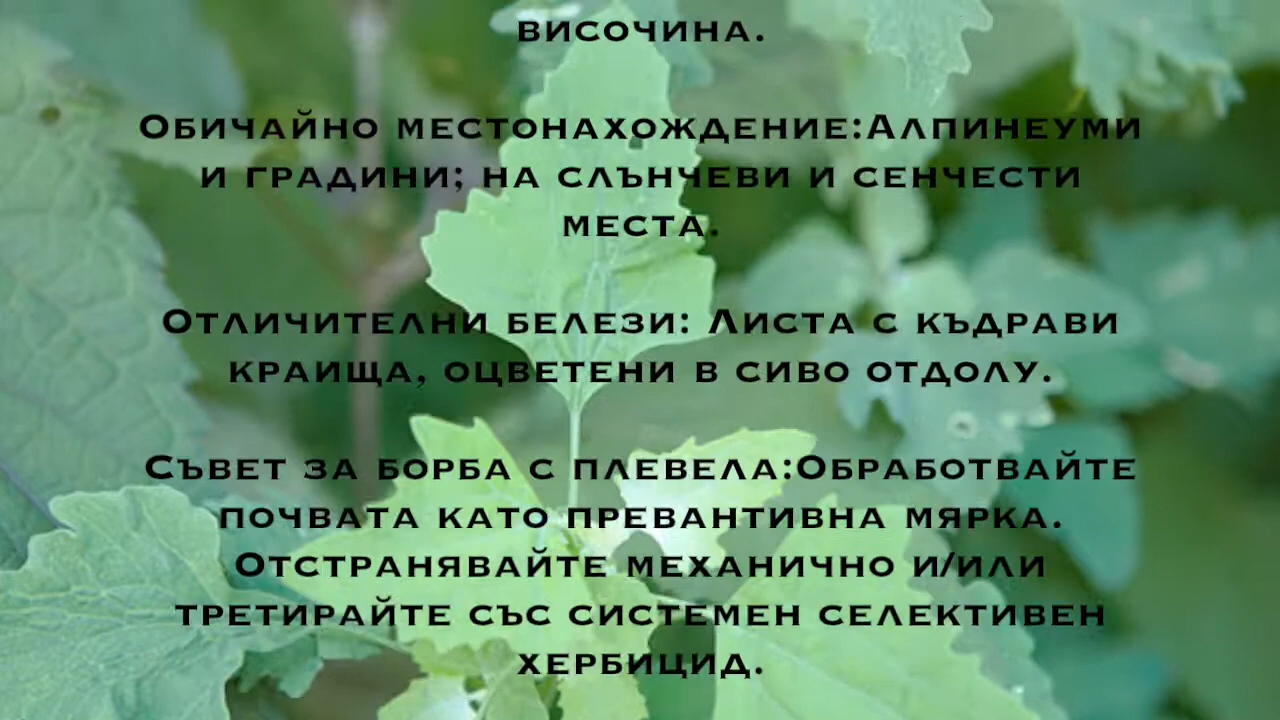 височина.
Обичайно местонахождение:Алпинеуми
и градини; на слънчеви и сенчести
места.
Отличителни белези: Листа с къдрави
краища, оцветени в сиво отдолу.
Съвет за борба с плевела:Обработвайте
почвата като превантивна мярка.
Отстранявайте механично и/или
третирайте със системен селективен
хербицид.